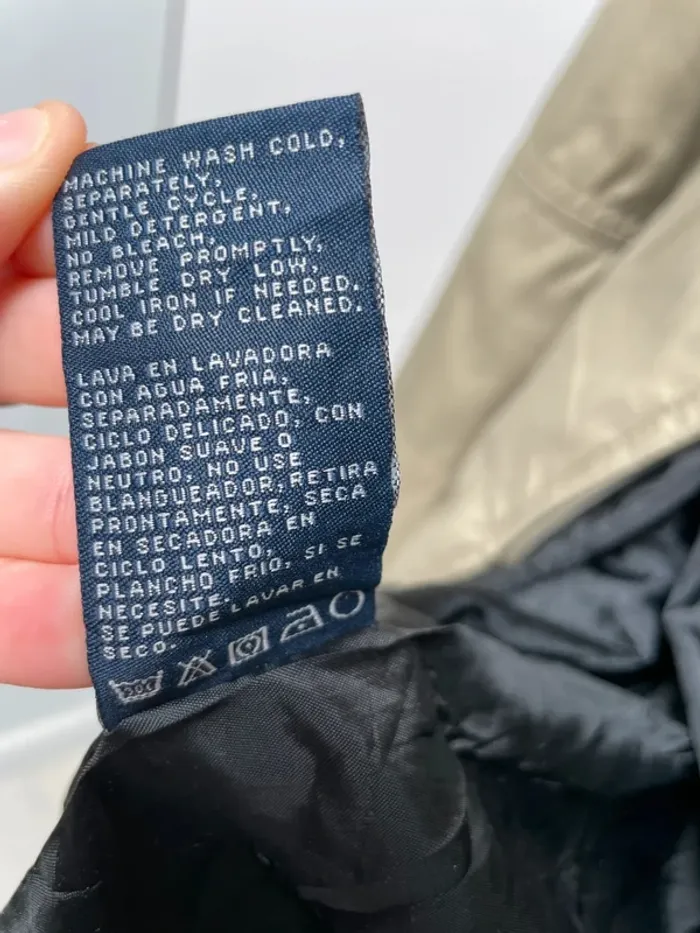 MACHINE WASH COLD,
SEPARATELY,
GENTLE CYCLE,
MILD DETERGENT,
NO BLEACH,
REMOVE PROMPTLY,
TUMBLE DRY LOW,
COOL IRON IF NEEDED.
MAY BE DRY CLEANED.
LAVA EN LAVADORA
CON AGUA FRIA,
SEPARADAMENTE,
CICLO DELICADO, CON
JABON SUAVE O
NEUTRO, NO USE
BLANQUEADOR, RETIRA
PRONTAMENTE, SECA
EN SECADORA EN
CICLO LENTO,
PLANCHO FRIO, SI SE
NECESITE.
SE PUEDE LAVAR EN
SECO.